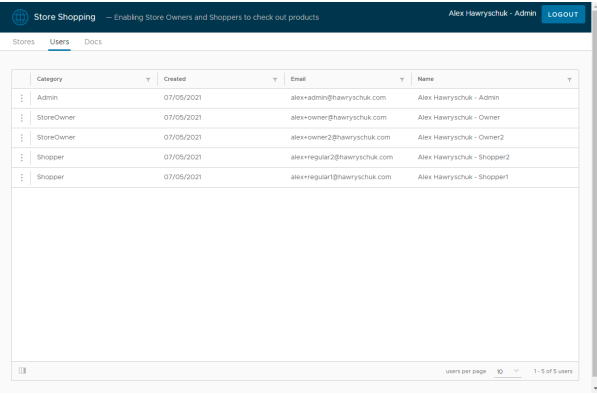 Store Shopping — Enabling Store Owners and Shoppers to check out products Alex Hawryschuk - Admin LOGOUT
Stores Users Docs
Category Created Email Name
Admin 07/05/2021 alex+admin@hawryschuk.com Alex Hawryschuk - Admin
StoreOwner 07/05/2021 alex+owner@hawryschuk.com Alex Hawryschuk - Owner
StoreOwner 07/05/2021 alex+owner2@hawryschuk.com Alex Hawryschuk - Owner2
Shopper 07/05/2021 alex+regular2@hawryschuk.com Alex Hawryschuk - Shopper2
Shopper 07/05/2021 alex+regular1@hawryschuk.com Alex Hawryschuk - Shopper1
users per page 10 1 - 5 of 5 users